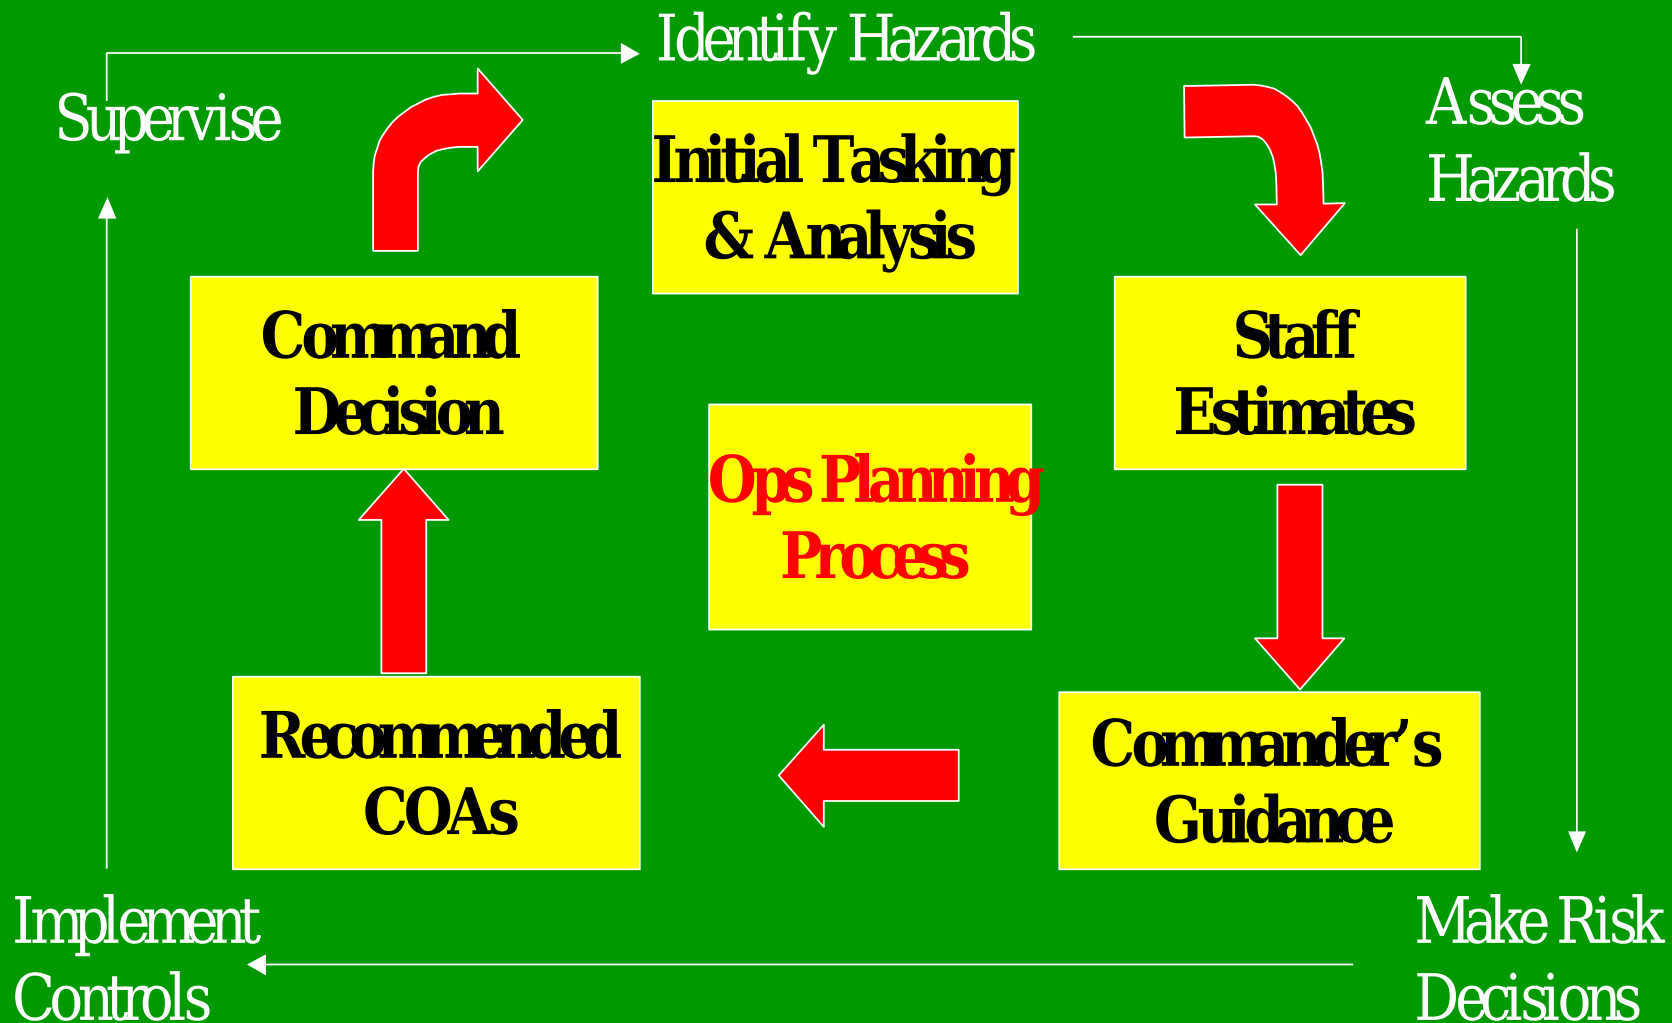 Identify Hazards
Supervise
Assess
Hazards
Initial Tasking
& Analysis
Command
Decision
Staff
Estimates
Ops Planning
Process
Recommended
COAs
Commander’s
Guidance
Implement
Controls
Make Risk
Decisions